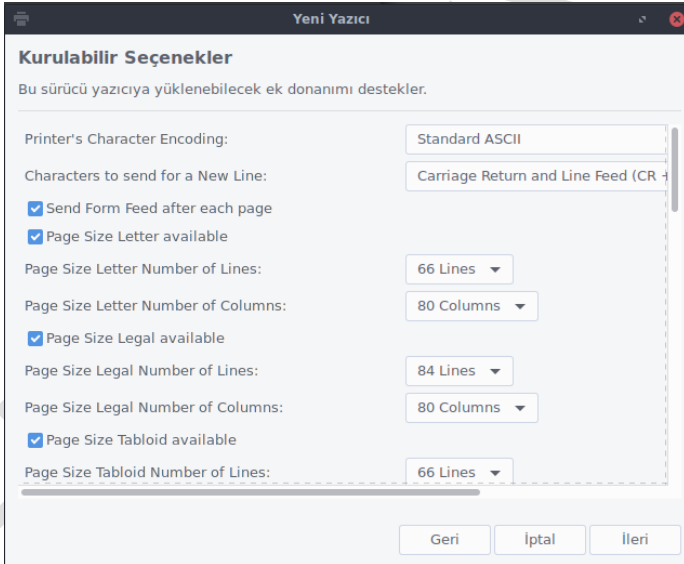 Yeni Yazıcı
Kurulabilir Seçenekler
Bu sürücü yazıcıya yüklenebilecek ek donanımı destekler.
Printer's Character Encoding: Standard ASCII
Characters to send for a New Line: Carriage Return and Line Feed (CR +
Send Form Feed after each page
Page Size Letter available
Page Size Letter Number of Lines: 66 Lines
Page Size Letter Number of Columns: 80 Columns
Page Size Legal available
Page Size Legal Number of Lines: 84 Lines
Page Size Legal Number of Columns: 80 Columns
Page Size Tabloid available
Page Size Tabloid Number of Lines: 66 Lines
Geri İptal İleri